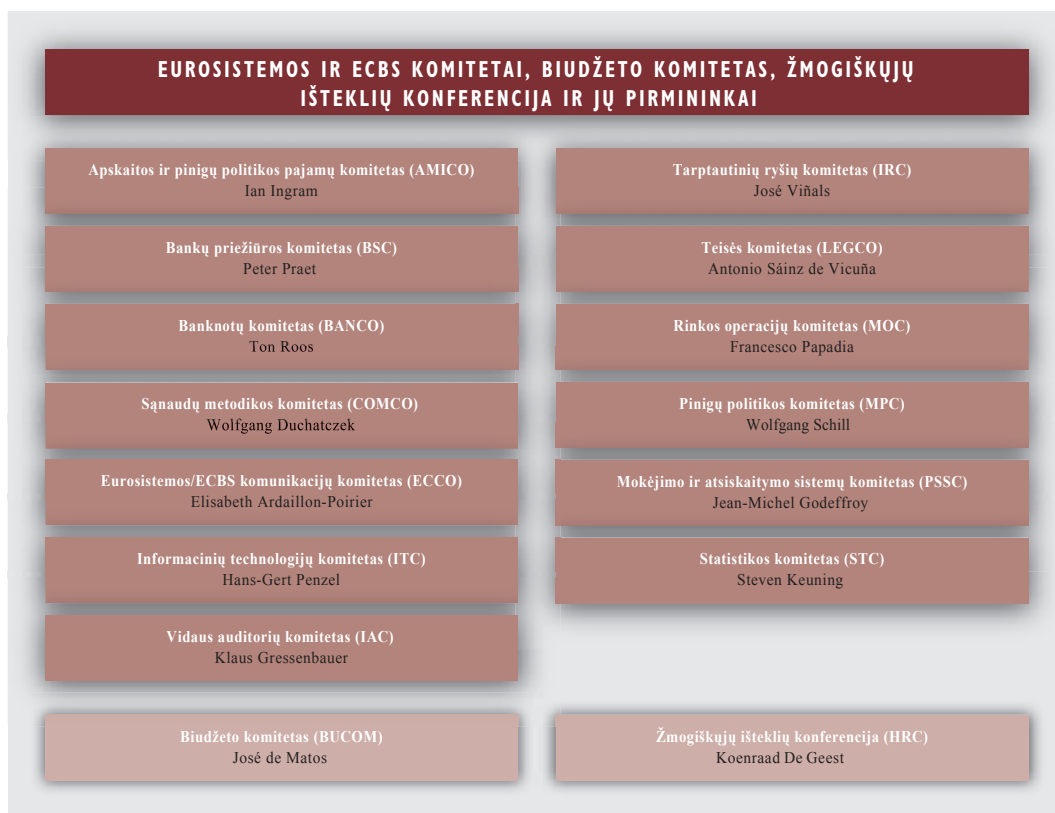 EUROSISTEMOS IR ECBS KOMITETAI, BIUDŽETO KOMITETAS, ŽMOGIŠKŲJŲ
IŠTEKLIŲ KONFERENCIJA IR JŲ PIRMININKAI
Apskaitos ir pinigų politikos pajamų komitetas (AMICO)
Ian Ingram
Bankų priežiūros komitetas (BSC)
Peter Praet
Banknotų komitetas (BANCO)
Ton Roos
Sąnaudų metodikos komitetas (COMCO)
Wolfgang Duchatczek
Eurosistemos/ECBS komunikacijų komitetas (ECCO)
Elisabeth Ardaillon-Poirier
Informacinių technologijų komitetas (ITC)
Hans-Gert Penzel
Vidaus auditorių komitetas (IAC)
Klaus Gressenbauer
Tarptautinių ryšių komitetas (IRC)
José Viñals
Teisės komitetas (LEGCO)
Antonio Sáinz de Vicuña
Rinkos operacijų komitetas (MOC)
Francesco Papadia
Pinigų politikos komitetas (MPC)
Wolfgang Schill
Mokėjimo ir atsiskaitymo sistemų komitetas (PSSC)
Jean-Michel Godeffroy
Statistikos komitetas (STC)
Steven Keuning
Biudžeto komitetas (BUCOM)
José de Matos
Žmogiškųjų išteklių konferencija (HRC)
Koenraad De Geest